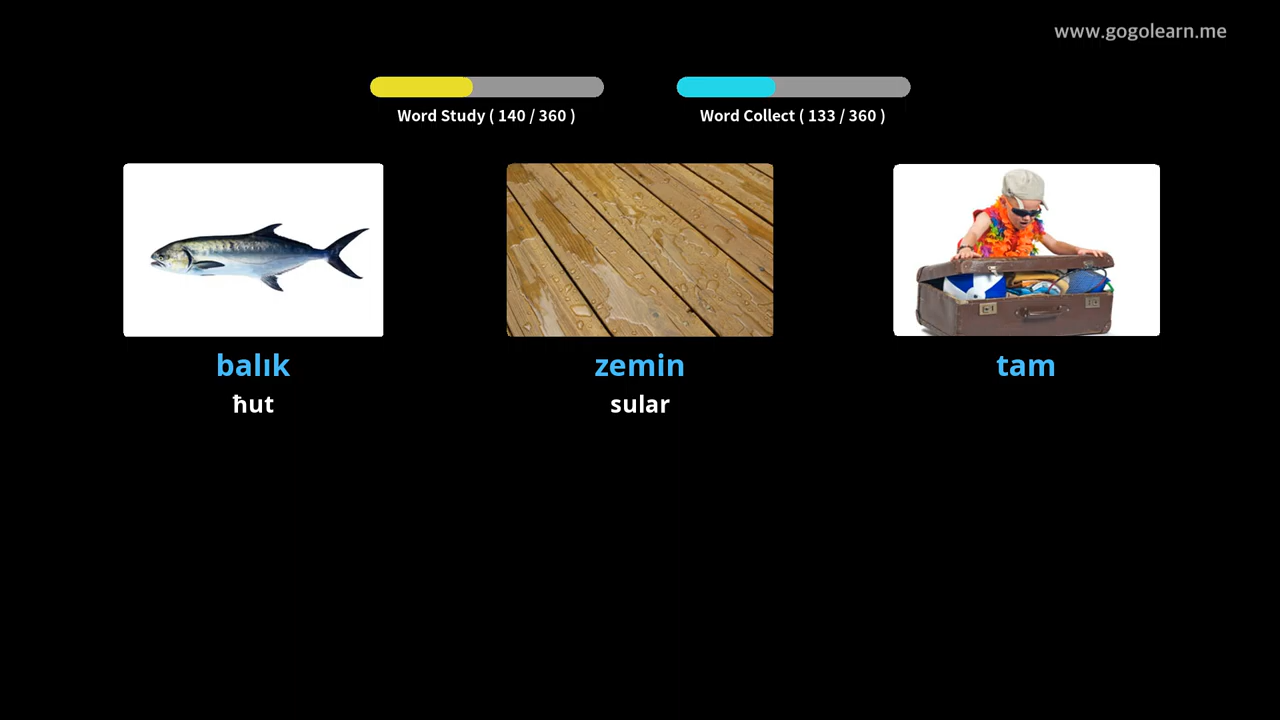 www.gogolearn.me
Word Study ( 140 / 360 )
Word Collect ( 133 / 360 )
balık
ħut
zemin
sular
tam